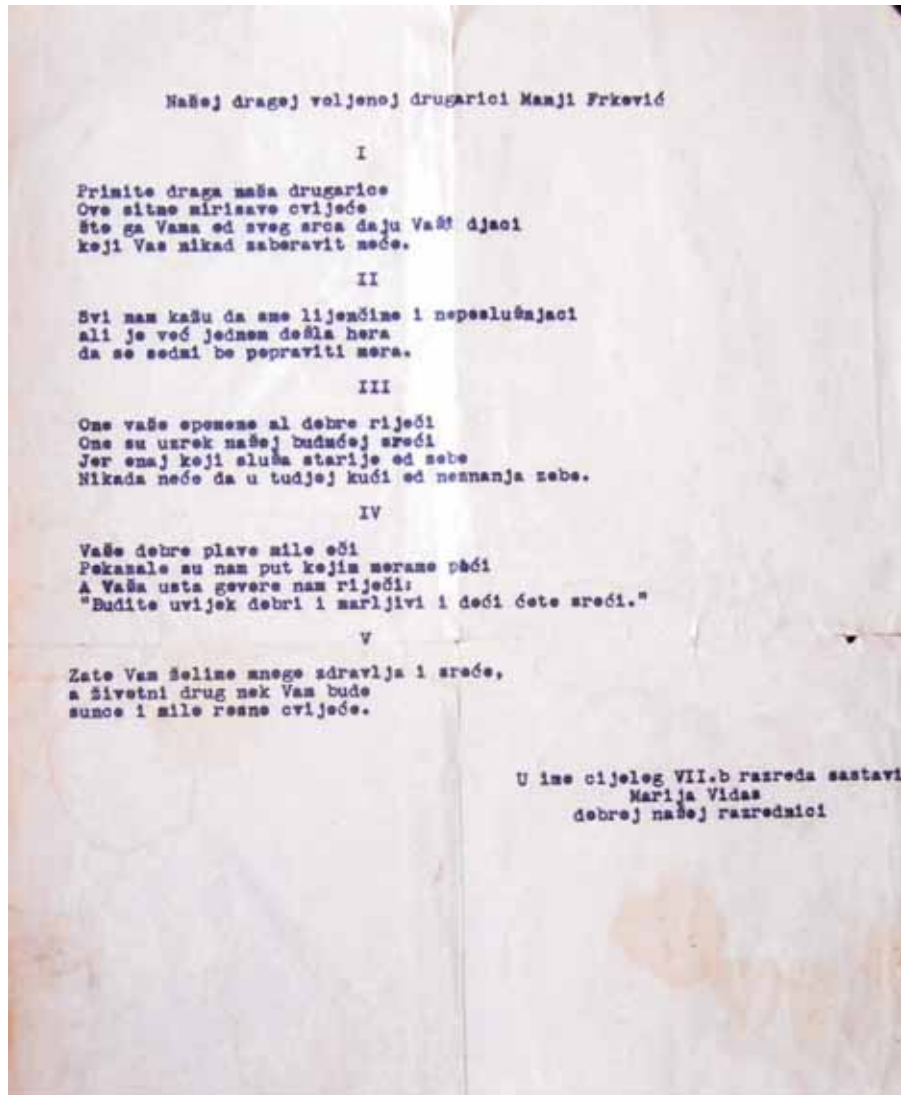 Našoj dragoj voljenoj drugarici Manji Frković
I
Primite draga naša drugarice
Ovo sitno mirisavo cvijeće
Što ga Vama od sveg srca daju Vaši djaci
koji Vas nikad zaboravit neće.
II
Svi nam kažu da smo lijenčine i neposlušnjaci
ali je već jednom došla hora
da se sedmi be popraviti mora.
III
One vaše opomene al dobre riječi
One su uzrok našoj budućoj sreći
Jer onaj koji sluša starije od sebe
Nikada neće da u tudjoj kući od neznanja zebe.
IV
Vaše dobre plave mile oči
Pokazale su nam put kojim moramo poći
A Vaša usta govore nam riječi:
"Budite uvijek dobri i marljivi i doći ćete sreći."
V
Zato Vam želimo mnogo zdravlja i sreće,
a životni drug nek Vam bude
sunce i milo rosno cvijeće.
U ime cijelog VII.b razreda sastavi
Marija Vidas
dobroj našoj razrednici